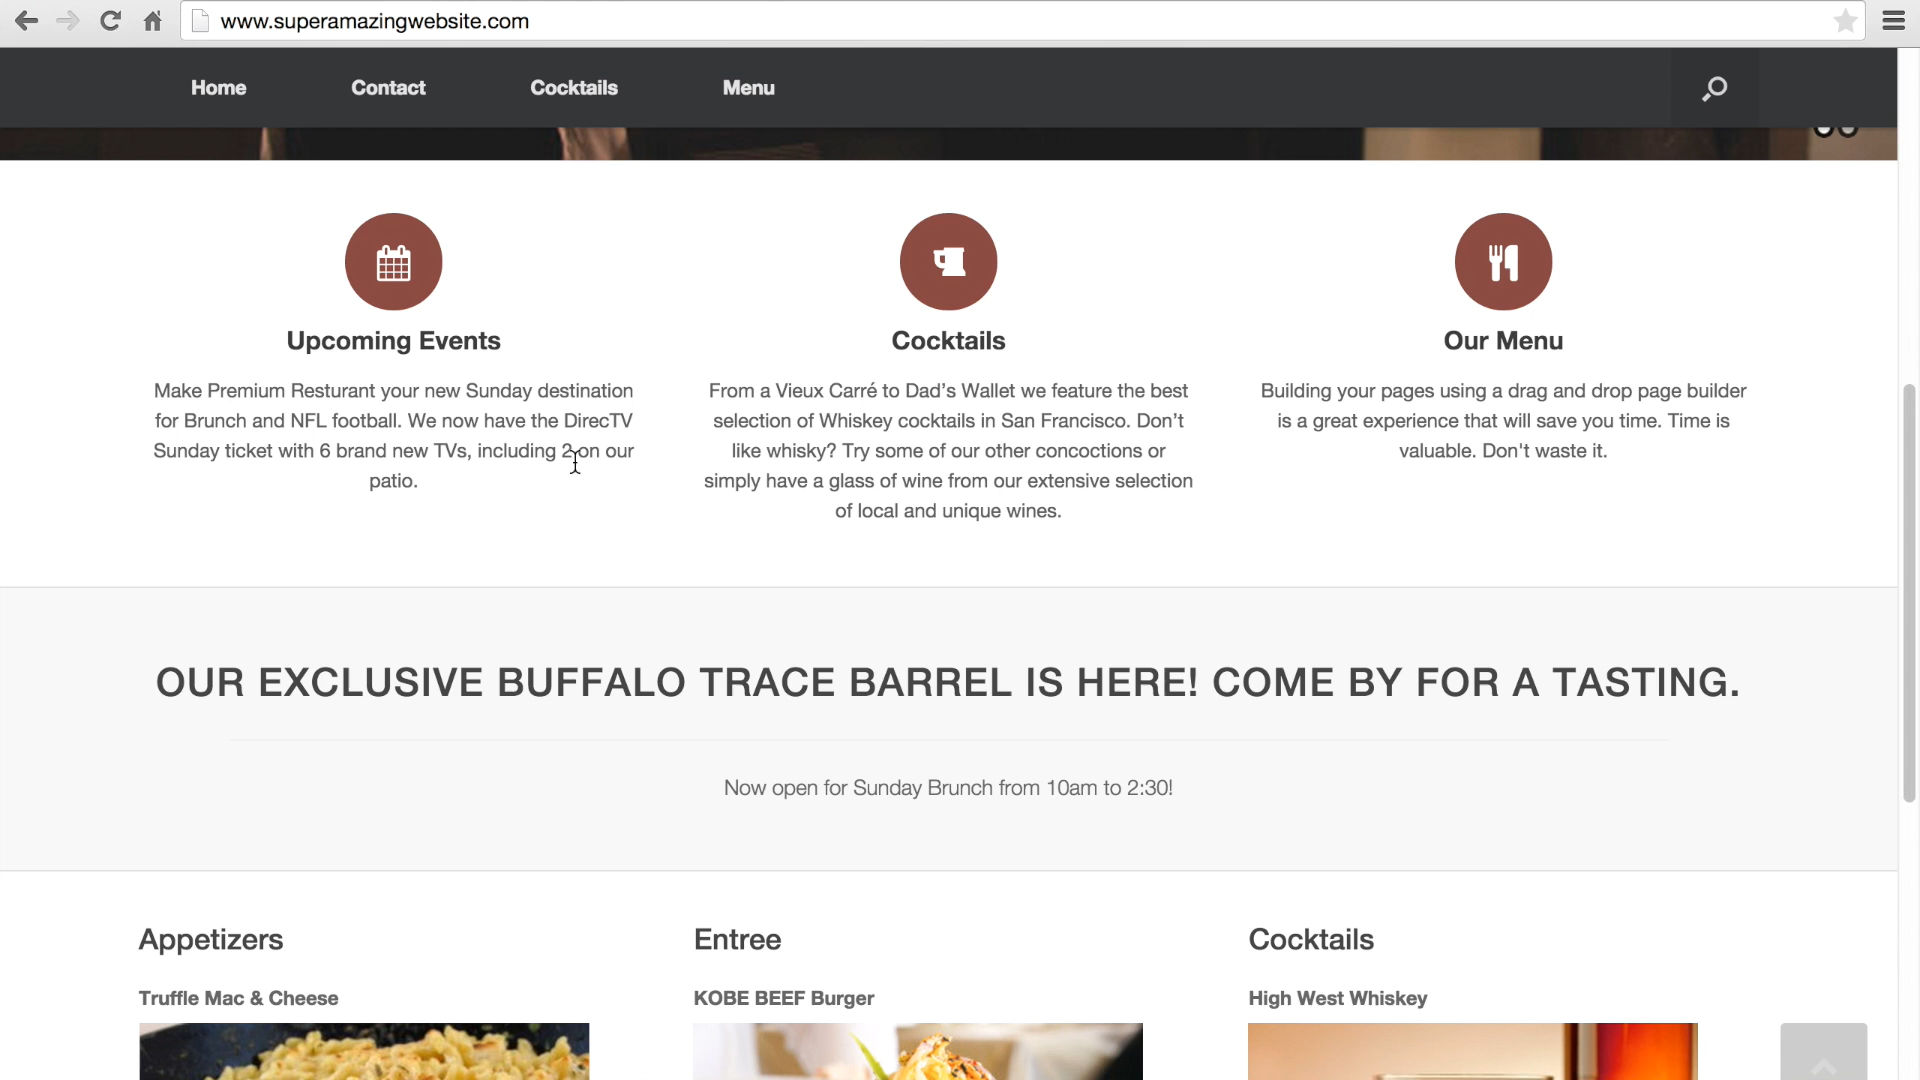 www.superamazingwebsite.com
Home Contact Cocktails Menu
Upcoming Events
Make Premium Resturant your new Sunday destination
for Brunch and NFL football. We now have the DirecTV
Sunday ticket with 6 brand new TVs, including 2 on our
patio.
Cocktails
From a Vieux Carré to Dad’s Wallet we feature the best
selection of Whiskey cocktails in San Francisco. Don’t
like whisky? Try some of our other concoctions or
simply have a glass of wine from our extensive selection
of local and unique wines.
Our Menu
Building your pages using a drag and drop page builder
is a great experience that will save you time. Time is
valuable. Don't waste it.
OUR EXCLUSIVE BUFFALO TRACE BARREL IS HERE! COME BY FOR A TASTING.
Now open for Sunday Brunch from 10am to 2:30!
Appetizers
Truffle Mac & Cheese
Entree
KOBE BEEF Burger
Cocktails
High West Whiskey